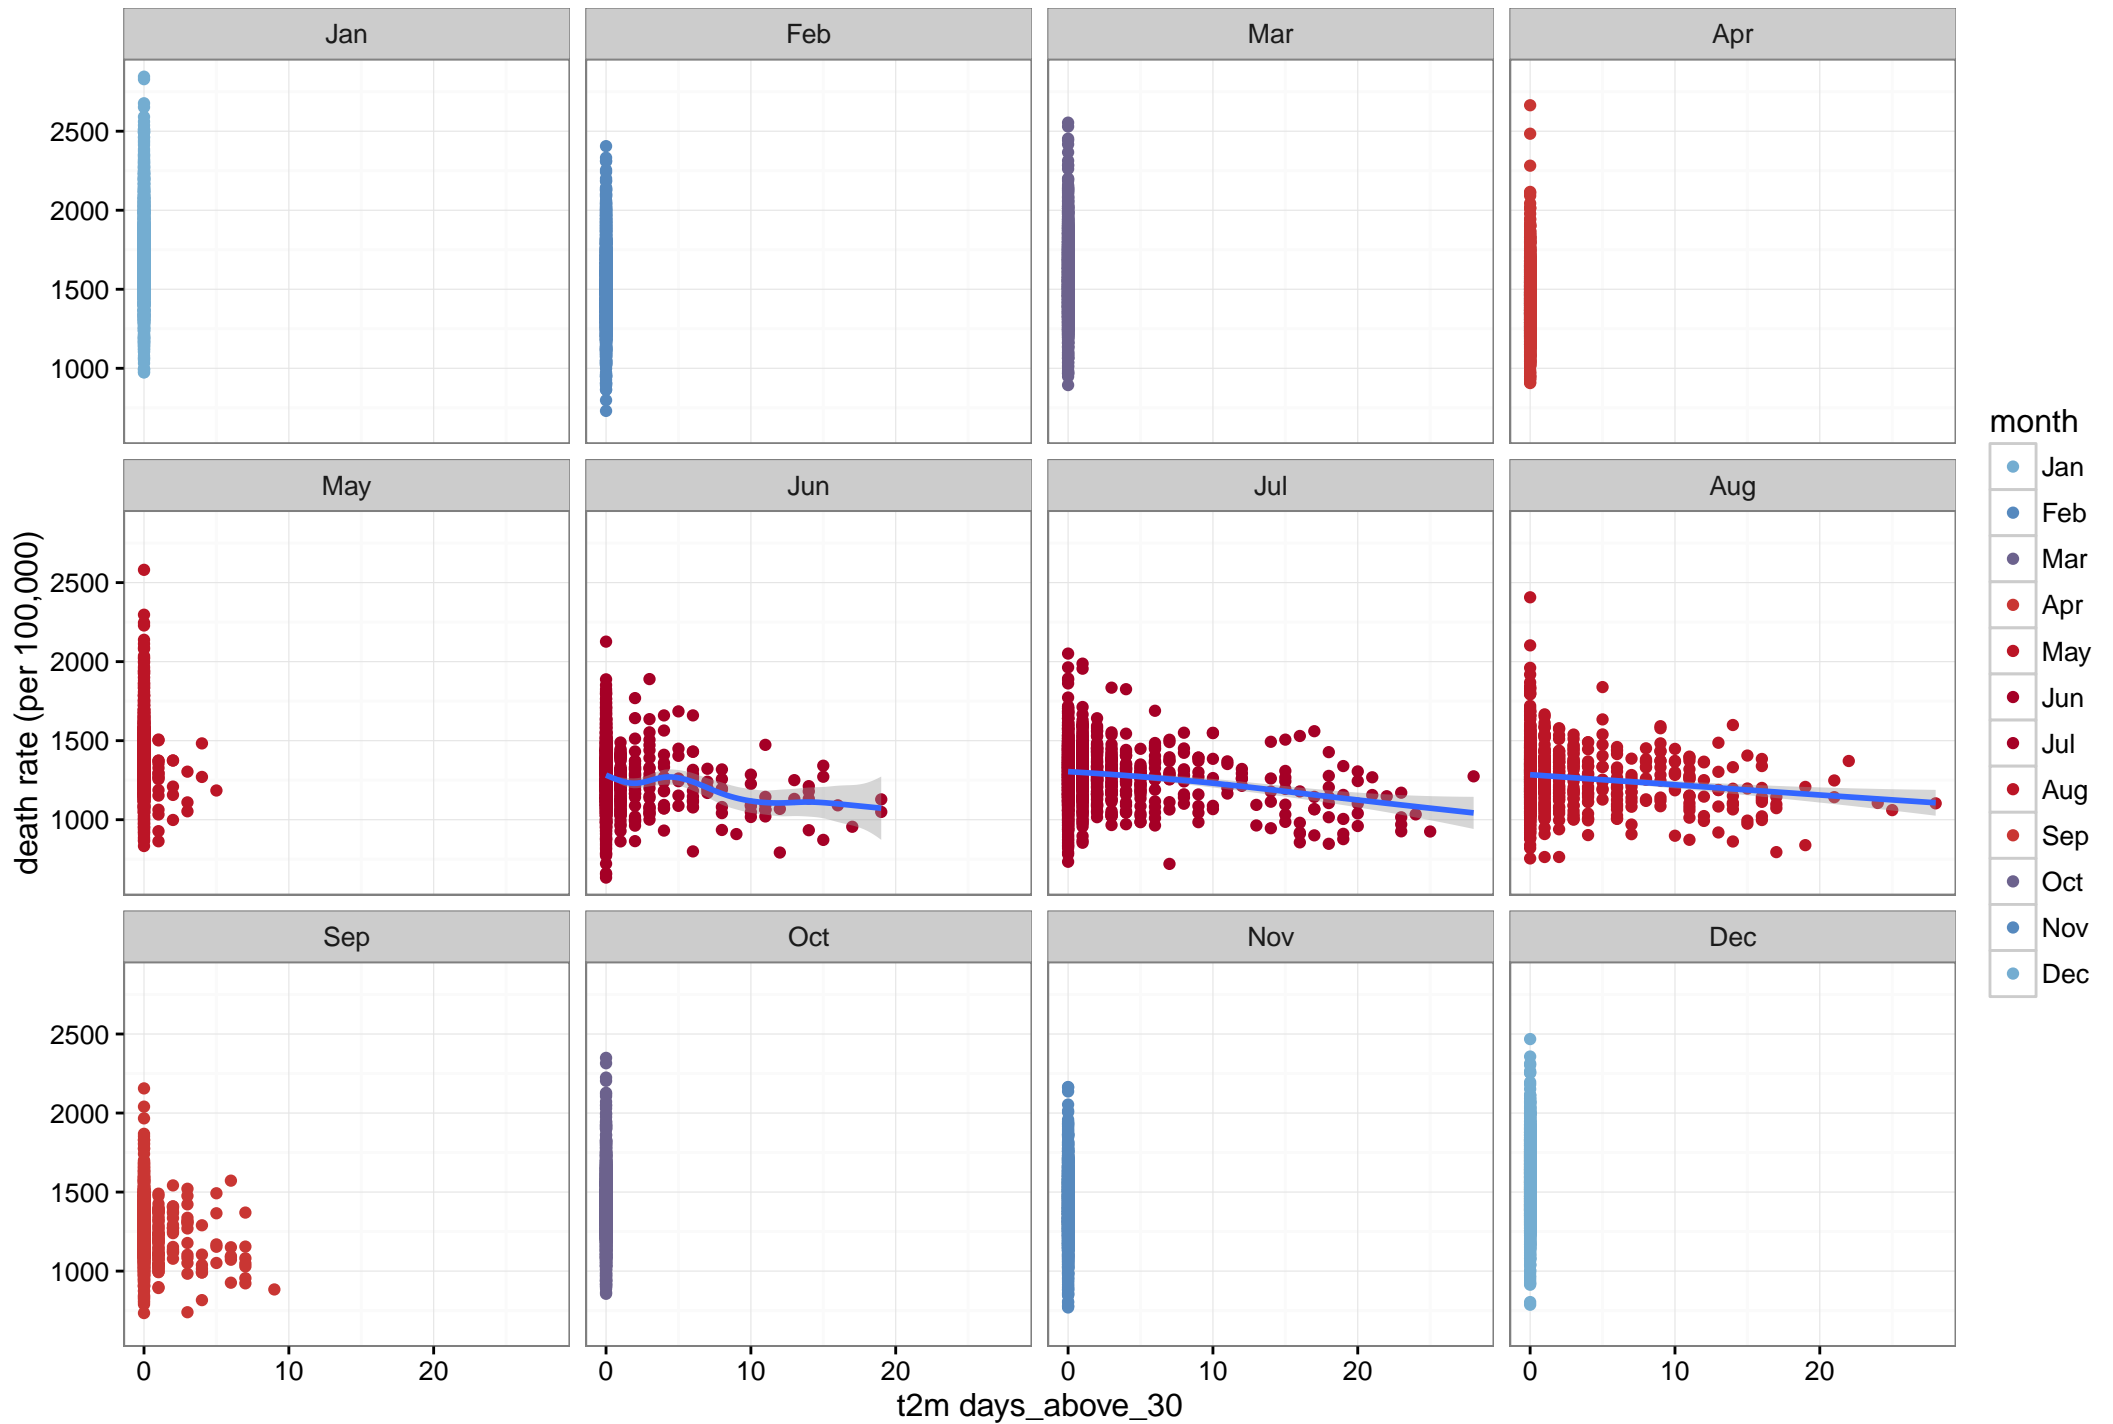 Jan Feb Mar Apr
2500
2000
1500
1000
May Jun Jul Aug
2500
2000
1500
1000
Sep Oct Nov Dec
2500
2000
1500
1000
0 10 20 0 10 20 0 10 20 0 10 20
t2m days_above_30
death rate (per 100,000)
month
Jan
Feb
Mar
Apr
May
Jun
Jul
Aug
Sep
Oct
Nov
Dec